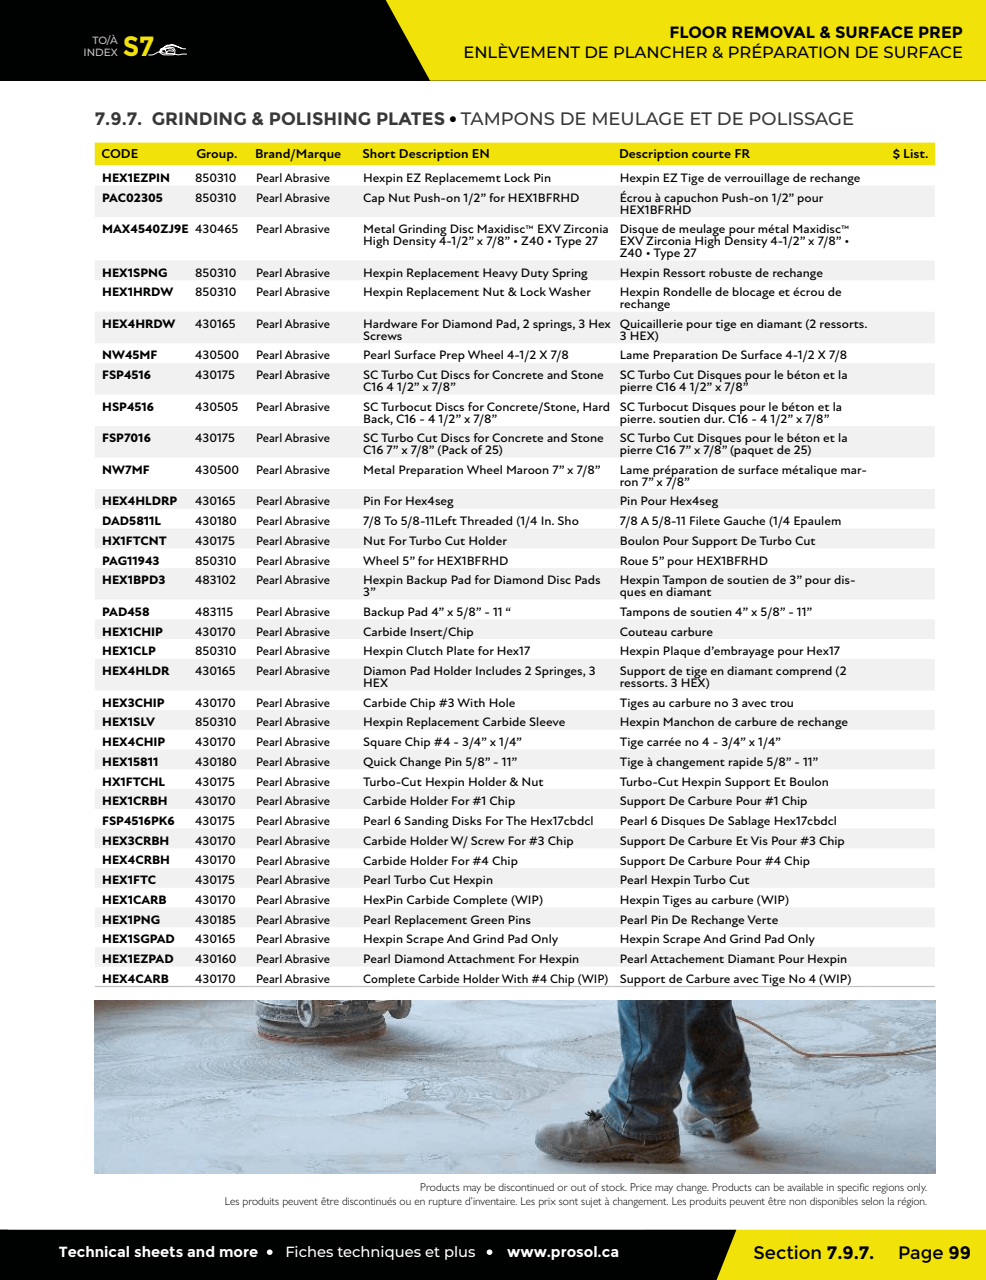 TO/À
INDEX S7
FLOOR REMOVAL & SURFACE PREP
ENLÈVEMENT DE PLANCHER & PRÉPARATION DE SURFACE
7.9.7. GRINDING & POLISHING PLATES • TAMPONS DE MEULAGE ET DE POLISSAGE
CODE Group. Brand/Marque Short Description EN Description courte FR $ List.
HEX1EZPIN 850310 Pearl Abrasive Hexpin EZ Replacememt Lock Pin Hexpin EZ Tige de verrouillage de rechange
PAC02305 850310 Pearl Abrasive Cap Nut Push-on 1/2” for HEX1BFRHD Écrou à capuchon Push-on 1/2” pour
HEX1BFRHD
MAX4540ZJ9E 430465 Pearl Abrasive Metal Grinding Disc Maxidisc™ EXV Zirconia Disque de meulage pour métal Maxidisc™
High Density 4-1/2” x 7/8” • Z40 • Type 27 EXV Zirconia High Density 4-1/2” x 7/8” •
Z40 • Type 27
HEX1SPNG 850310 Pearl Abrasive Hexpin Replacement Heavy Duty Spring Hexpin Ressort robuste de rechange
HEX1HRDW 850310 Pearl Abrasive Hexpin Replacement Nut & Lock Washer Hexpin Rondelle de blocage et écrou de
rechange
HEX4HRDW 430165 Pearl Abrasive Hardware For Diamond Pad, 2 springs, 3 Hex Quicaillerie pour tige en diamant (2 ressorts.
Screws 3 HEX)
NW45MF 430500 Pearl Abrasive Pearl Surface Prep Wheel 4-1/2 X 7/8 Lame Preparation De Surface 4-1/2 X 7/8
FSP4516 430175 Pearl Abrasive SC Turbo Cut Discs for Concrete and Stone SC Turbo Cut Disques pour le béton et la
C16 4 1/2” x 7/8” pierre C16 4 1/2” x 7/8”
HSP4516 430505 Pearl Abrasive SC Turbocut Discs for Concrete/Stone, Hard SC Turbocut Disques pour le béton et la
Back, C16 - 4 1/2” x 7/8” pierre. soutien dur. C16 - 4 1/2” x 7/8”
FSP7016 430175 Pearl Abrasive SC Turbo Cut Discs for Concrete and Stone SC Turbo Cut Disques pour le béton et la
C16 7” x 7/8” (Pack of 25) pierre C16 7” x 7/8” (paquet de 25)
NW7MF 430500 Pearl Abrasive Metal Preparation Wheel Maroon 7” x 7/8” Lame préparation de surface métalique mar-
ron 7” x 7/8”
HEX4HLDRP 430165 Pearl Abrasive Pin For Hex4seg Pin Pour Hex4seg
DAD5811L 430180 Pearl Abrasive 7/8 To 5/8-11Left Threaded (1/4 In. Sho 7/8 A 5/8-11 Filete Gauche (1/4 Epaulem
HX1FTCNT 430175 Pearl Abrasive Nut For Turbo Cut Holder Boulon Pour Support De Turbo Cut
PAG11943 850310 Pearl Abrasive Wheel 5” for HEX1BFRHD Roue 5” pour HEX1BFRHD
HEX1BPD3 483102 Pearl Abrasive Hexpin Backup Pad for Diamond Disc Pads Hexpin Tampon de soutien de 3” pour dis-
3” ques en diamant
PAD458 483115 Pearl Abrasive Backup Pad 4” x 5/8” - 11 “ Tampons de soutien 4” x 5/8” - 11”
HEX1CHIP 430170 Pearl Abrasive Carbide Insert/Chip Couteau carbure
HEX1CLP 850310 Pearl Abrasive Hexpin Clutch Plate for Hex17 Hexpin Plaque d’embrayage pour Hex17
HEX4HLDR 430165 Pearl Abrasive Diamon Pad Holder Includes 2 Springes, 3 Support de tige en diamant comprend (2
HEX ressorts. 3 HEX)
HEX3CHIP 430170 Pearl Abrasive Carbide Chip #3 With Hole Tiges au carbure no 3 avec trou
HEX1SLV 850310 Pearl Abrasive Hexpin Replacement Carbide Sleeve Hexpin Manchon de carbure de rechange
HEX4CHIP 430170 Pearl Abrasive Square Chip #4 - 3/4” x 1/4” Tige carrée no 4 - 3/4” x 1/4”
HEX15811 430180 Pearl Abrasive Quick Change Pin 5/8” - 11” Tige à changement rapide 5/8” - 11”
HX1FTCHL 430175 Pearl Abrasive Turbo-Cut Hexpin Holder & Nut Turbo-Cut Hexpin Support Et Boulon
HEX1CRBH 430170 Pearl Abrasive Carbide Holder For #1 Chip Support De Carbure Pour #1 Chip
FSP4516PK6 430175 Pearl Abrasive Pearl 6 Sanding Disks For The Hex17cbdcl Pearl 6 Disques De Sablage Hex17cbdcl
HEX3CRBH 430170 Pearl Abrasive Carbide Holder W/ Screw For #3 Chip Support De Carbure Et Vis Pour #3 Chip
HEX4CRBH 430170 Pearl Abrasive Carbide Holder For #4 Chip Support De Carbure Pour #4 Chip
HEX1FTC 430175 Pearl Abrasive Pearl Turbo Cut Hexpin Pearl Hexpin Turbo Cut
HEX1CARB 430170 Pearl Abrasive HexPin Carbide Complete (WIP) Hexpin Tiges au carbure (WIP)
HEX1PNG 430185 Pearl Abrasive Pearl Replacement Green Pins Pearl Pin De Rechange Verte
HEX1SGPAD 430165 Pearl Abrasive Hexpin Scrape And Grind Pad Only Hexpin Scrape And Grind Pad Only
HEX1EZPAD 430160 Pearl Abrasive Pearl Diamond Attachment For Hexpin Pearl Attachement Diamant Pour Hexpin
HEX4CARB 430170 Pearl Abrasive Complete Carbide Holder With #4 Chip (WIP) Support de Carbure avec Tige No 4 (WIP)
Products may be discontinued or out of stock. Price may change. Products can be available in specific regions only.
Les produits peuvent être discontinués ou en rupture d’inventaire. Les prix sont sujet à changement. Les produits peuvent être non disponibles selon la région.
Technical sheets and more • Fiches techniques et plus • www.prosol.ca
Section 7.9.7. Page 99